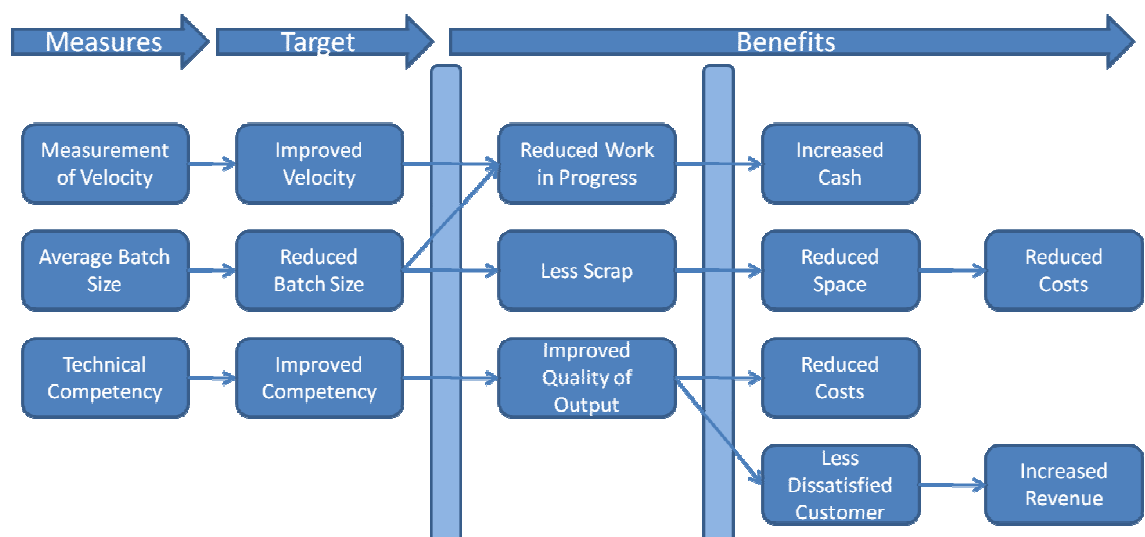 Measures
Target
Benefits
Measurement
of Velocity
Improved
Velocity
Reduced Work
in Progress
Increased
Cash
Average Batch
Size
Reduced
Batch Size
Less Scrap
Reduced
Space
Reduced
Costs
Technical
Competency
Improved
Competency
Improved
Quality of
Output
Reduced
Costs
Less
Dissatisfied
Customer
Increased
Revenue